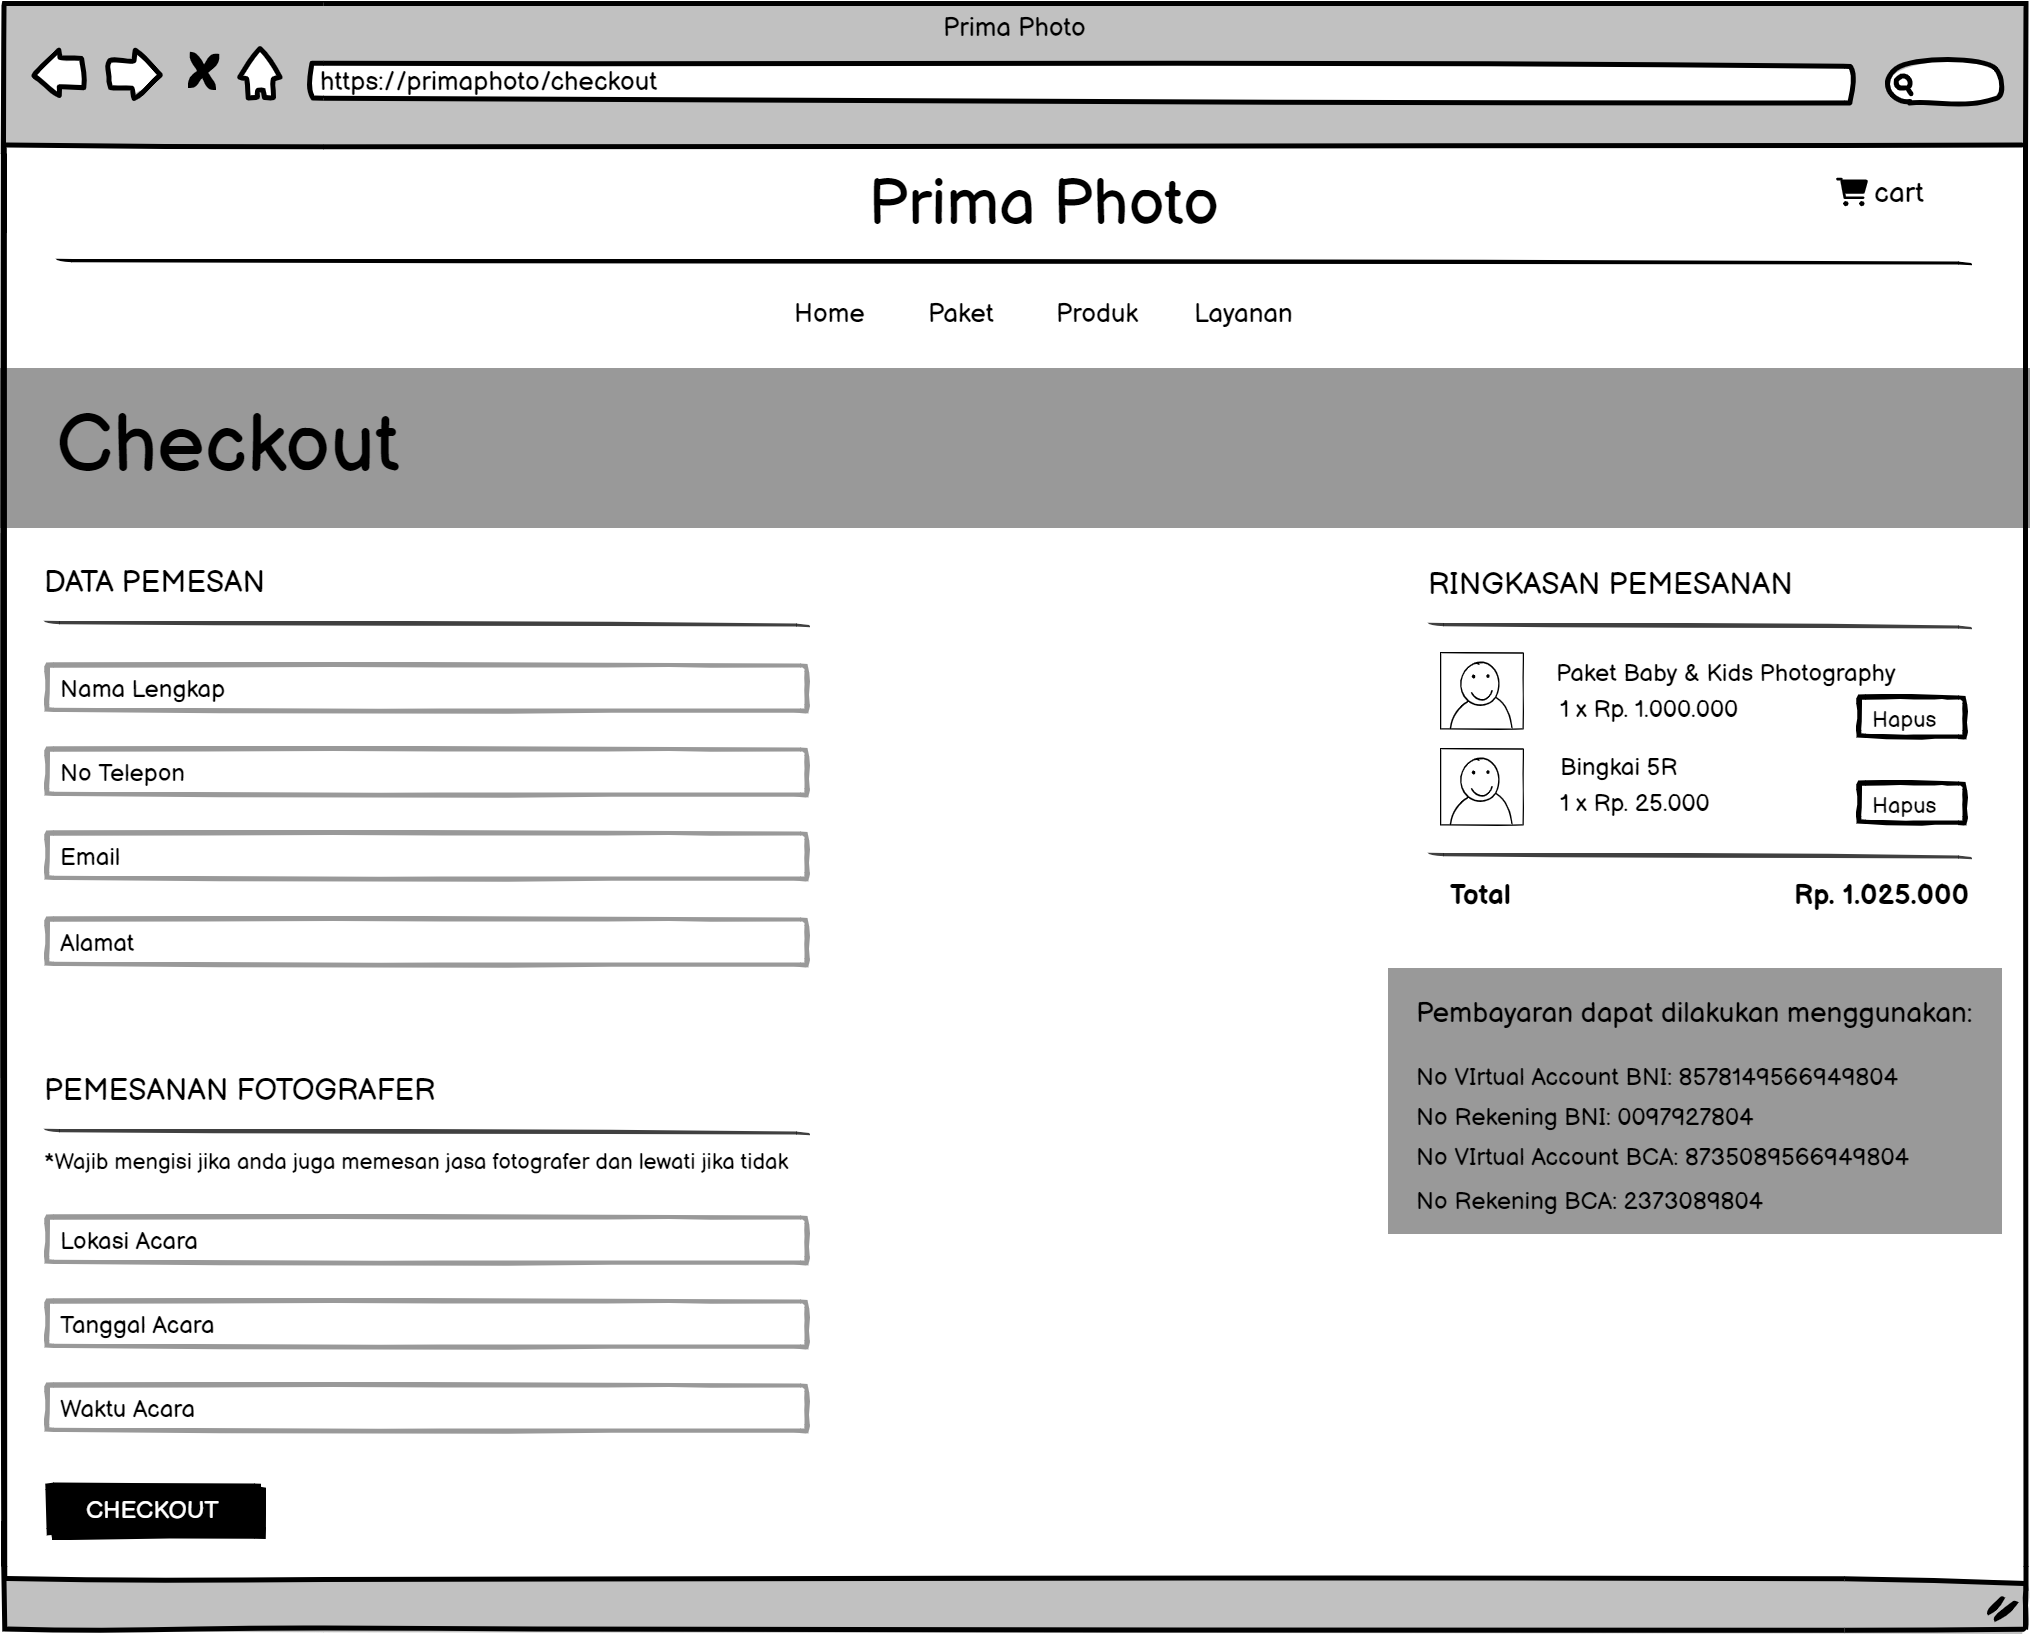 Prima Photo
https://primaphoto/checkout
Prima Photo
cart
Home Paket Produk Layanan
Checkout
DATA PEMESAN
Nama Lengkap
No Telepon
Email
Alamat
PEMESANAN FOTOGRAFER
*Wajib mengisi jika anda juga memesan jasa fotografer dan lewati jika tidak
Lokasi Acara
Tanggal Acara
Waktu Acara
CHECKOUT
RINGKASAN PEMESANAN
Paket Baby & Kids Photography
1 x Rp. 1.000.000
Hapus
Bingkai 5R
1 x Rp. 25.000
Hapus
Total Rp. 1.025.000
Pembayaran dapat dilakukan menggunakan:
No VIrtual Account BNI: 8578149566949804
No Rekening BNI: 0097927804
No VIrtual Account BCA: 8735089566949804
No Rekening BCA: 2373089804